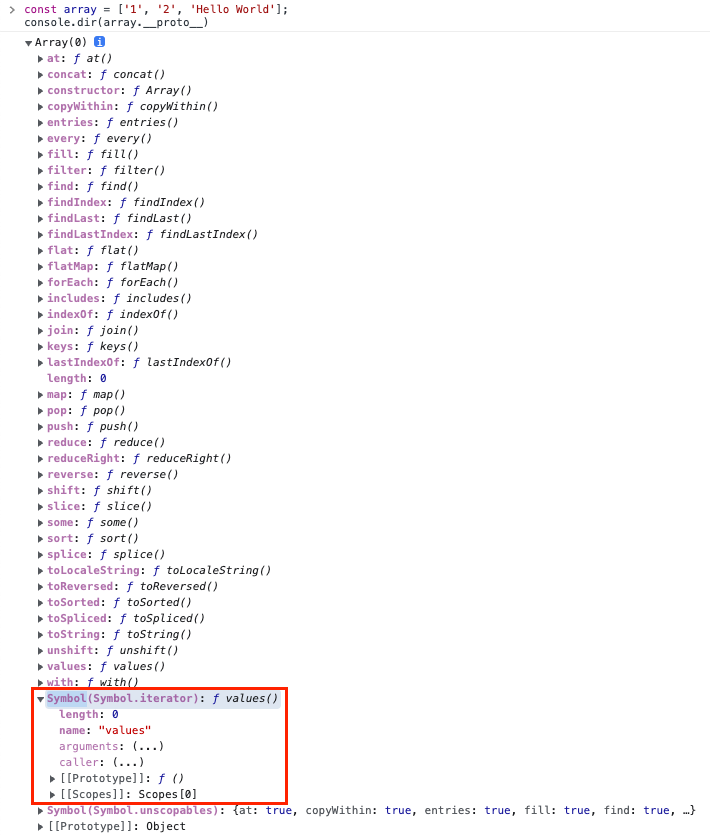 const array = ['1', '2', 'Hello World'];
console.dir(array.__proto__)
Array(0) i
at: ƒ at()
concat: ƒ concat()
constructor: ƒ Array()
copyWithin: ƒ copyWithin()
entries: ƒ entries()
every: ƒ every()
fill: ƒ fill()
filter: ƒ filter()
find: ƒ find()
findIndex: ƒ findIndex()
findLast: ƒ findLast()
findLastIndex: ƒ findLastIndex()
flat: ƒ flat()
flatMap: ƒ flatMap()
forEach: ƒ forEach()
includes: ƒ includes()
indexOf: ƒ indexOf()
join: ƒ join()
keys: ƒ keys()
lastIndexOf: ƒ lastIndexOf()
length: 0
map: ƒ map()
pop: ƒ pop()
push: ƒ push()
reduce: ƒ reduce()
reduceRight: ƒ reduceRight()
reverse: ƒ reverse()
shift: ƒ shift()
slice: ƒ slice()
some: ƒ some()
sort: ƒ sort()
splice: ƒ splice()
toLocaleString: ƒ toLocaleString()
toReversed: ƒ toReversed()
toSorted: ƒ toSorted()
toSpliced: ƒ toSpliced()
toString: ƒ toString()
unshift: ƒ unshift()
values: ƒ values()
with: ƒ with()
Symbol(Symbol.iterator): ƒ values()
length: 0
name: "values"
arguments: (...)
caller: (...)
[[Prototype]]: ƒ ()
[[Scopes]]: Scopes[0]
Symbol(Symbol.unscopables): {at: true, copyWithin: true, entries: true, fill: true, find: true, …}
[[Prototype]]: Object